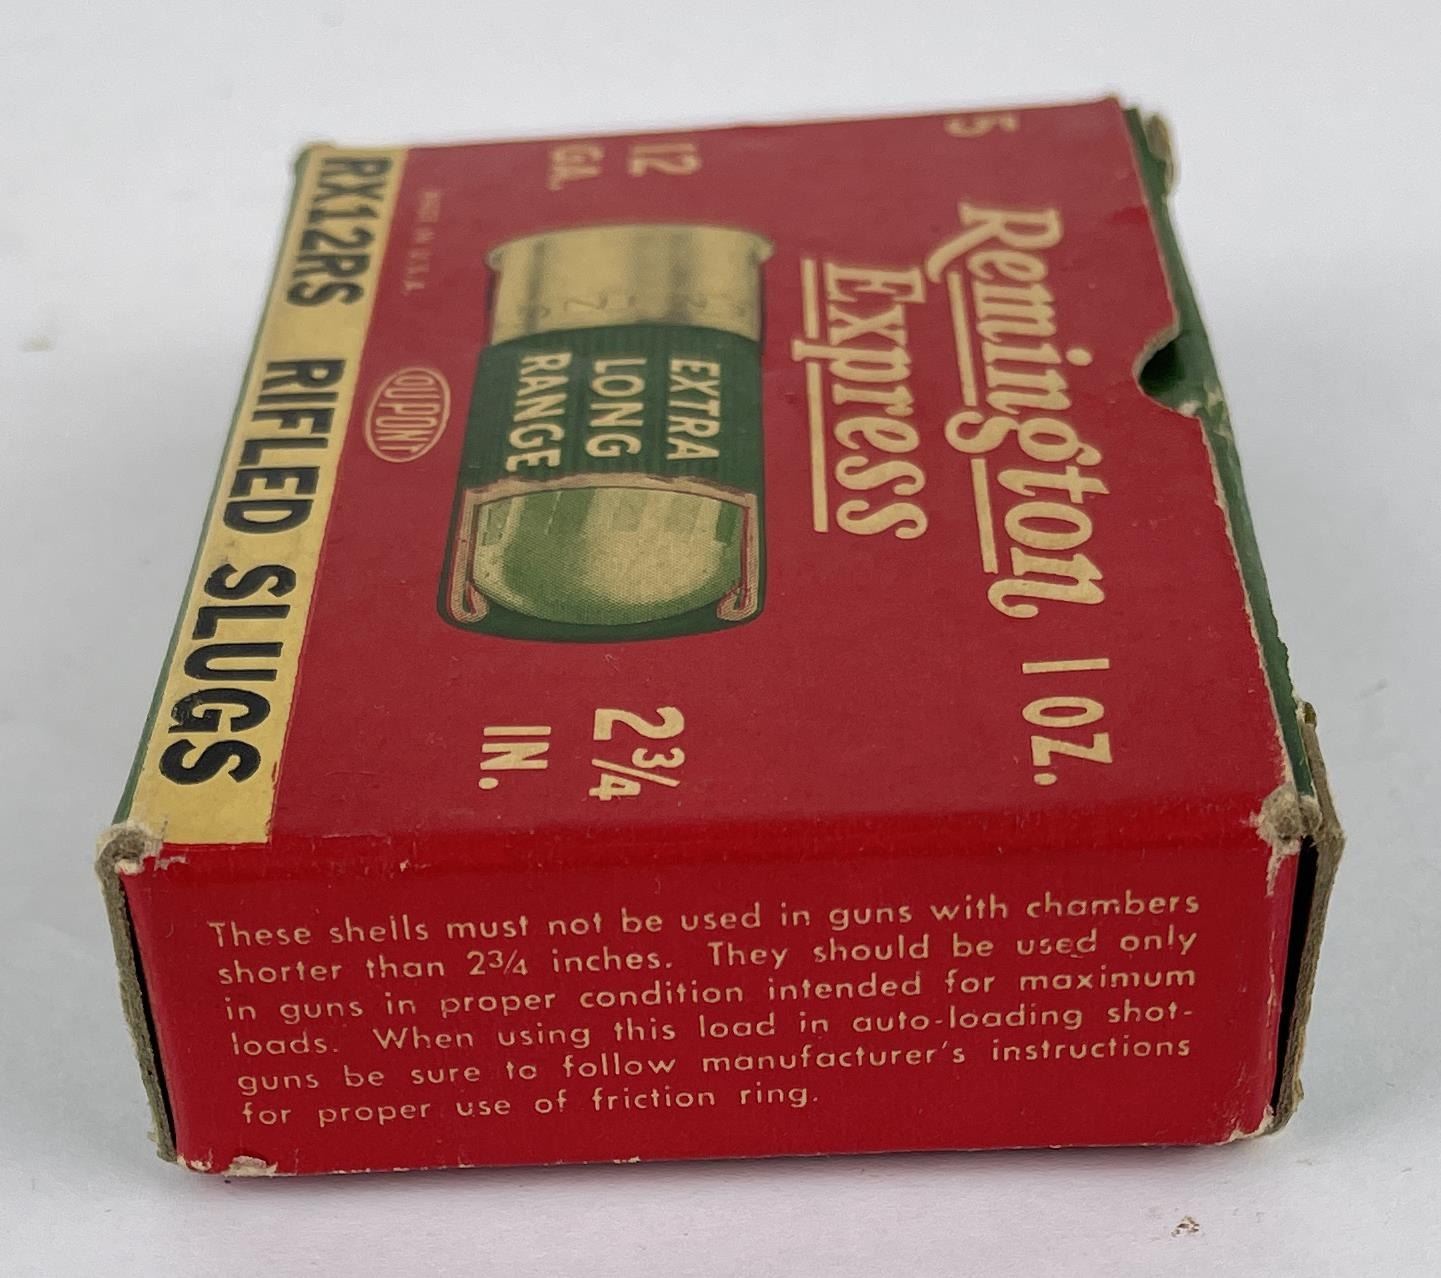 5
Remington 1 OZ.
Express
12
GA.
EXTRA
LONG
RANGE
2¾
IN.
DUPONT
MADE IN U.S.A.
RX12RS RIFLED SLUGS
These shells must not be used in guns with chambers
shorter than 2¾ inches. They should be used only
in guns in proper condition intended for maximum
loads. When using this load in auto-loading shot-
guns be sure to follow manufacturer's instructions
for proper use of friction ring.